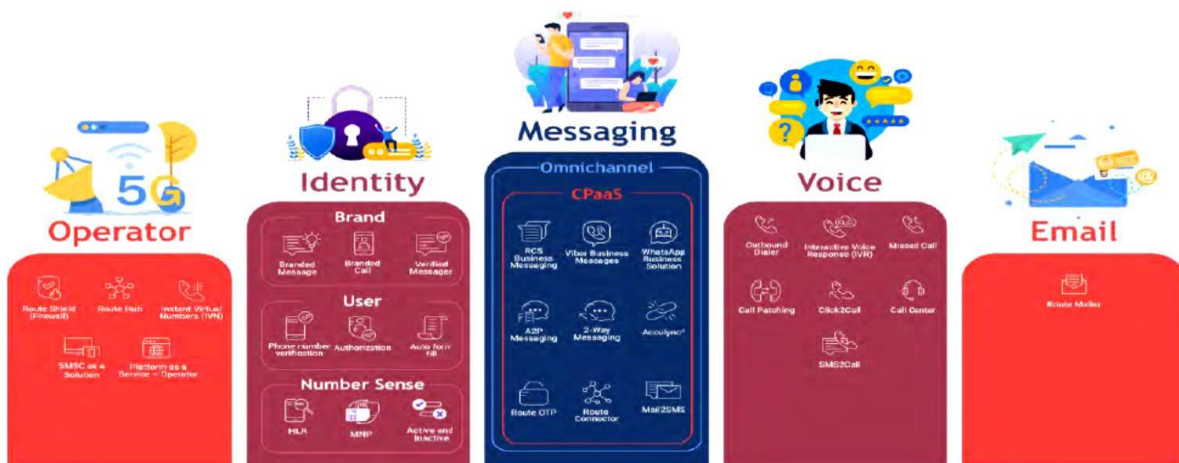 5G
Operator
Route Shield
(Firewall)
Route Hub
Instant Virtual
Numbers (IVN)
SMSC as a
Solution
Platform as a
Service – Operator
Identity
Brand
Branded
Message
Branded
Call
Verified
Messages
User
Phone number
verification
Authorization
Auto form
fill
Number Sense
HLR
MNP
Active and
Inactive
Messaging
Omnichannel
CPaaS
RCS
Business
Messaging
Viber Business
Messages
WhatsApp
Business
Solution
A2P
Messaging
2-Way
Messaging
Acculync®
Route OTP
Route
Connector
Mail2SMS
Voice
Outbound
Dialer
Interactive Voice
Response (IVR)
Missed Call
Call Patching
Click2Call
Call Center
SMS2Call
Email
Route Mailer